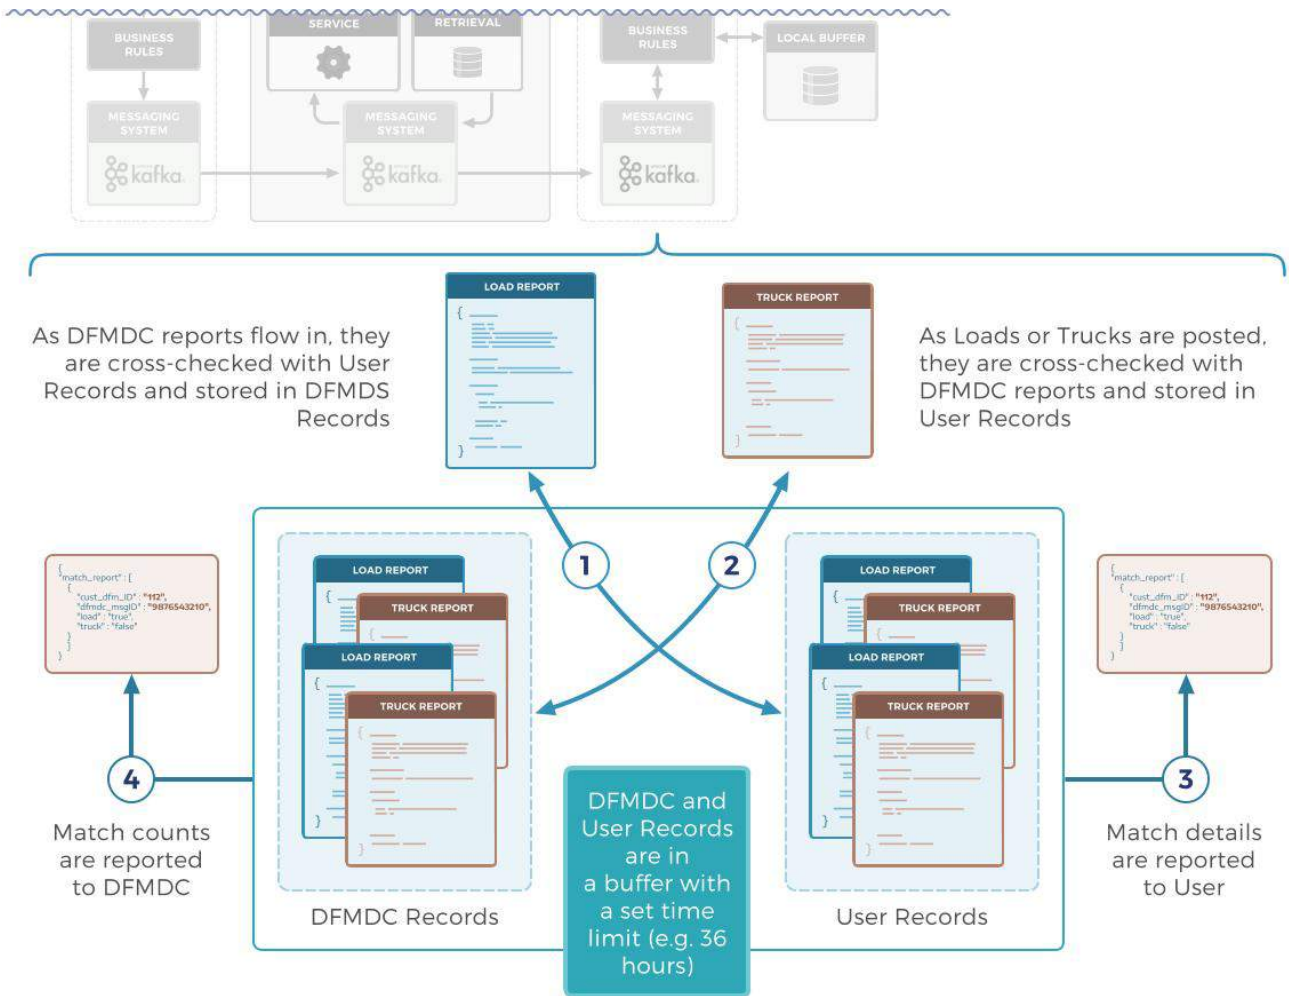 SERVICE
RETRIEVAL
BUSINESS
RULES
BUSINESS
RULES
LOCAL BUFFER
MESSAGING
SYSTEM
MESSAGING
SYSTEM
MESSAGING
SYSTEM
kafka
kafka
kafka
LOAD REPORT
TRUCK REPORT
As DFMDC reports flow in, they
are cross-checked with User
Records and stored in DFMDS
Records
As Loads or Trucks are posted,
they are cross-checked with
DFMDC reports and stored in
User Records
{
}
{
}
1
2
{
"match_report" : [
{
"cust_dfm_ID" : "112",
"dfmdc_msgID" : "9876543210",
"load" : "true",
"truck" : "false"
}
}
}
LOAD REPORT
{
TRUCK REPORT
{
LOAD REPORT
{
}
TRUCK REPORT
{
}
LOAD REPORT
{
TRUCK REPORT
{
LOAD REPORT
{
}
TRUCK REPORT
{
}
{
"match_report" : [
{
"cust_dfm_ID" : "112",
"dfmdc_msgID" : "9876543210",
"load" : "true",
"truck" : "false"
}
}
}
4
Match counts
are reported
to DFMDC
DFMDC Records
DFMDC and
User Records
are in
a buffer with
a set time
limit (e.g. 36
hours)
User Records
3
Match details
are reported
to User